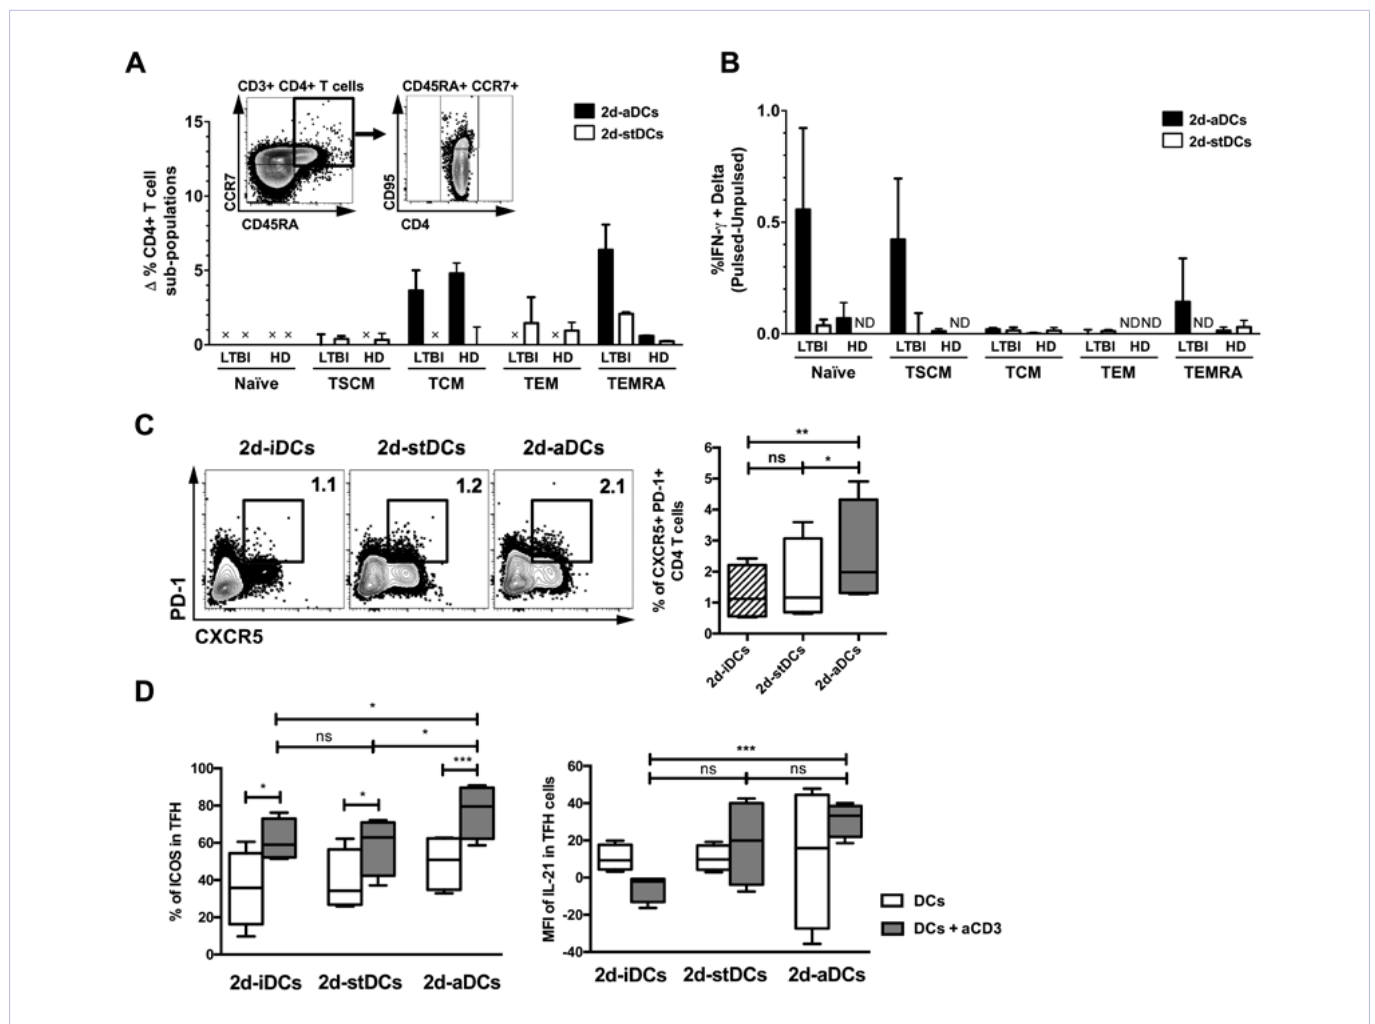 A
CD3+ CD4+ T cells
CD45RA+ CCR7+
2d-aDCs
2d-stDCs
15
10
5
0
Δ % CD4+ T cell
sub-populations
CCR7
CD45RA
CD95
CD4
× × × × × × × ×
LTBI HD LTBI HD LTBI HD LTBI HD LTBI HD
Naïve TSCM TCM TEM TEMRA
B
2d-aDCs
2d-stDCs
1.0
0.5
0.0
%IFN-γ + Delta
(Pulsed-Unpulsed)
ND ND NDND ND
LTBI HD LTBI HD LTBI HD LTBI HD LTBI HD
Naïve TSCM TCM TEM TEMRA
C
2d-iDCs 2d-stDCs 2d-aDCs
1.1 1.2 2.1
PD-1
CXCR5
% of CXCR5+ PD-1+
CD4 T cells
6
5
4
3
2
1
0
**
ns *
2d-iDCs 2d-stDCs 2d-aDCs
D
*
ns *
* * ***
100
80
60
40
20
0
% of ICOS in TFH
2d-iDCs 2d-stDCs 2d-aDCs
***
ns ns
60
40
20
0
-20
-40
MFI of IL-21 in TFH cells
2d-iDCs 2d-stDCs 2d-aDCs
DCs
DCs + aCD3